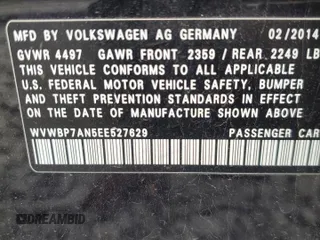 MFD BY VOLKSWAGEN AG GERMANY 02/2014
GVWR 4497 GAWR FRONT 2359 / REAR 2249 LB
THIS VEHICLE CONFORMS TO ALL APPLICABLE
U.S. FEDERAL MOTOR VEHICLE SAFETY, BUMPER
AND THEFT PREVENTION STANDARDS IN EFFECT
ON THE DATE OF MANUFACTURE SHOWN ABOVE.
WVWBP7AN5EE527629 PASSENGER CAR
DREAMBID